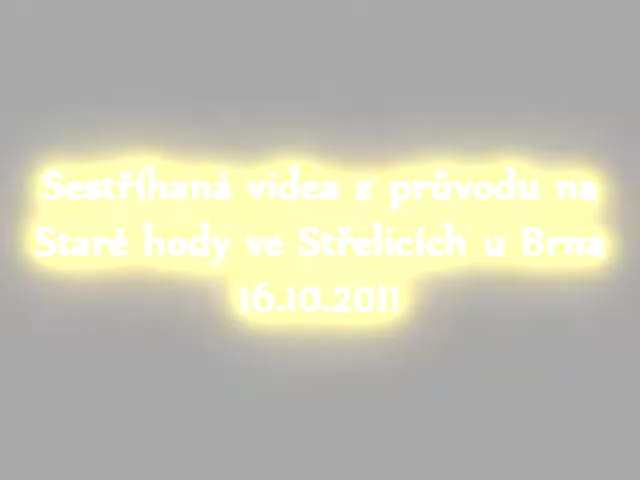 Sestříhaná videa z průvodu na
Staré hody ve Střelicích u Brna
16.10.2011